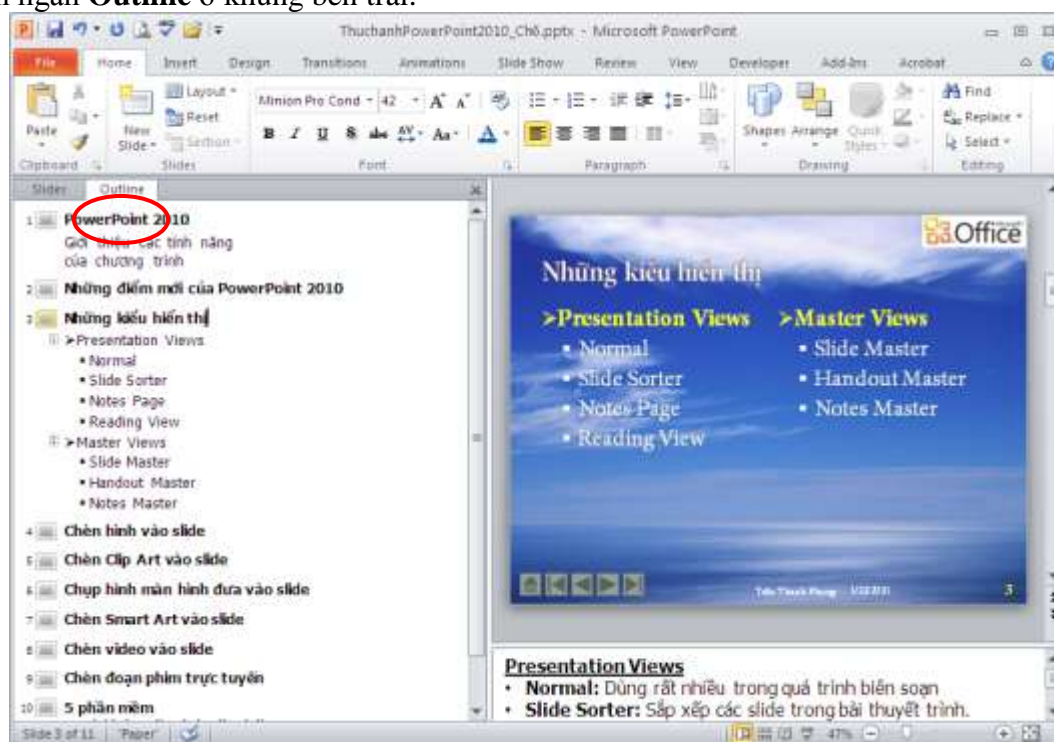 n ngăn Outline ở khung bên trái.
ThuchanhPowerPoint2010_Chỗ.pptx - Microsoft PowerPoint
File Home Insert Design Transitions Animations Slide Show Review View Developer Add-Ins Acrobat
Paste
New Slide
Layout
Reset
Section
Minion Pro Cond 42
Shapes Arrange Quick Styles
Find
Replace
Select
Clipboard Slides Font Paragraph Drawing Editing
Slides Outline
1 PowerPoint 2010
Giới thiệu các tính năng
của chương trình
2 Những điểm mới của PowerPoint 2010
3 Những kiểu hiển thị
➢Presentation Views
• Normal
• Slide Sorter
• Notes Page
• Reading View
➢Master Views
• Slide Master
• Handout Master
• Notes Master
4 Chèn hình vào slide
5 Chèn Clip Art vào slide
6 Chụp hình màn hình đưa vào slide
7 Chèn Smart Art vào slide
8 Chèn video vào slide
9 Chèn đoạn phim trực tuyến
10 5 phần mềm
Office
Những kiểu hiển thị
➢Presentation Views
▪ Normal
▪ Slide Sorter
▪ Notes Page
▪ Reading View
➢Master Views
▪ Slide Master
▪ Handout Master
▪ Notes Master
3
Presentation Views
• Normal: Dùng rất nhiều trong quá trình biên soạn
• Slide Sorter: Sắp xếp các slide trong bài thuyết trình.
Slide 3 of 11 "Paper" 47%